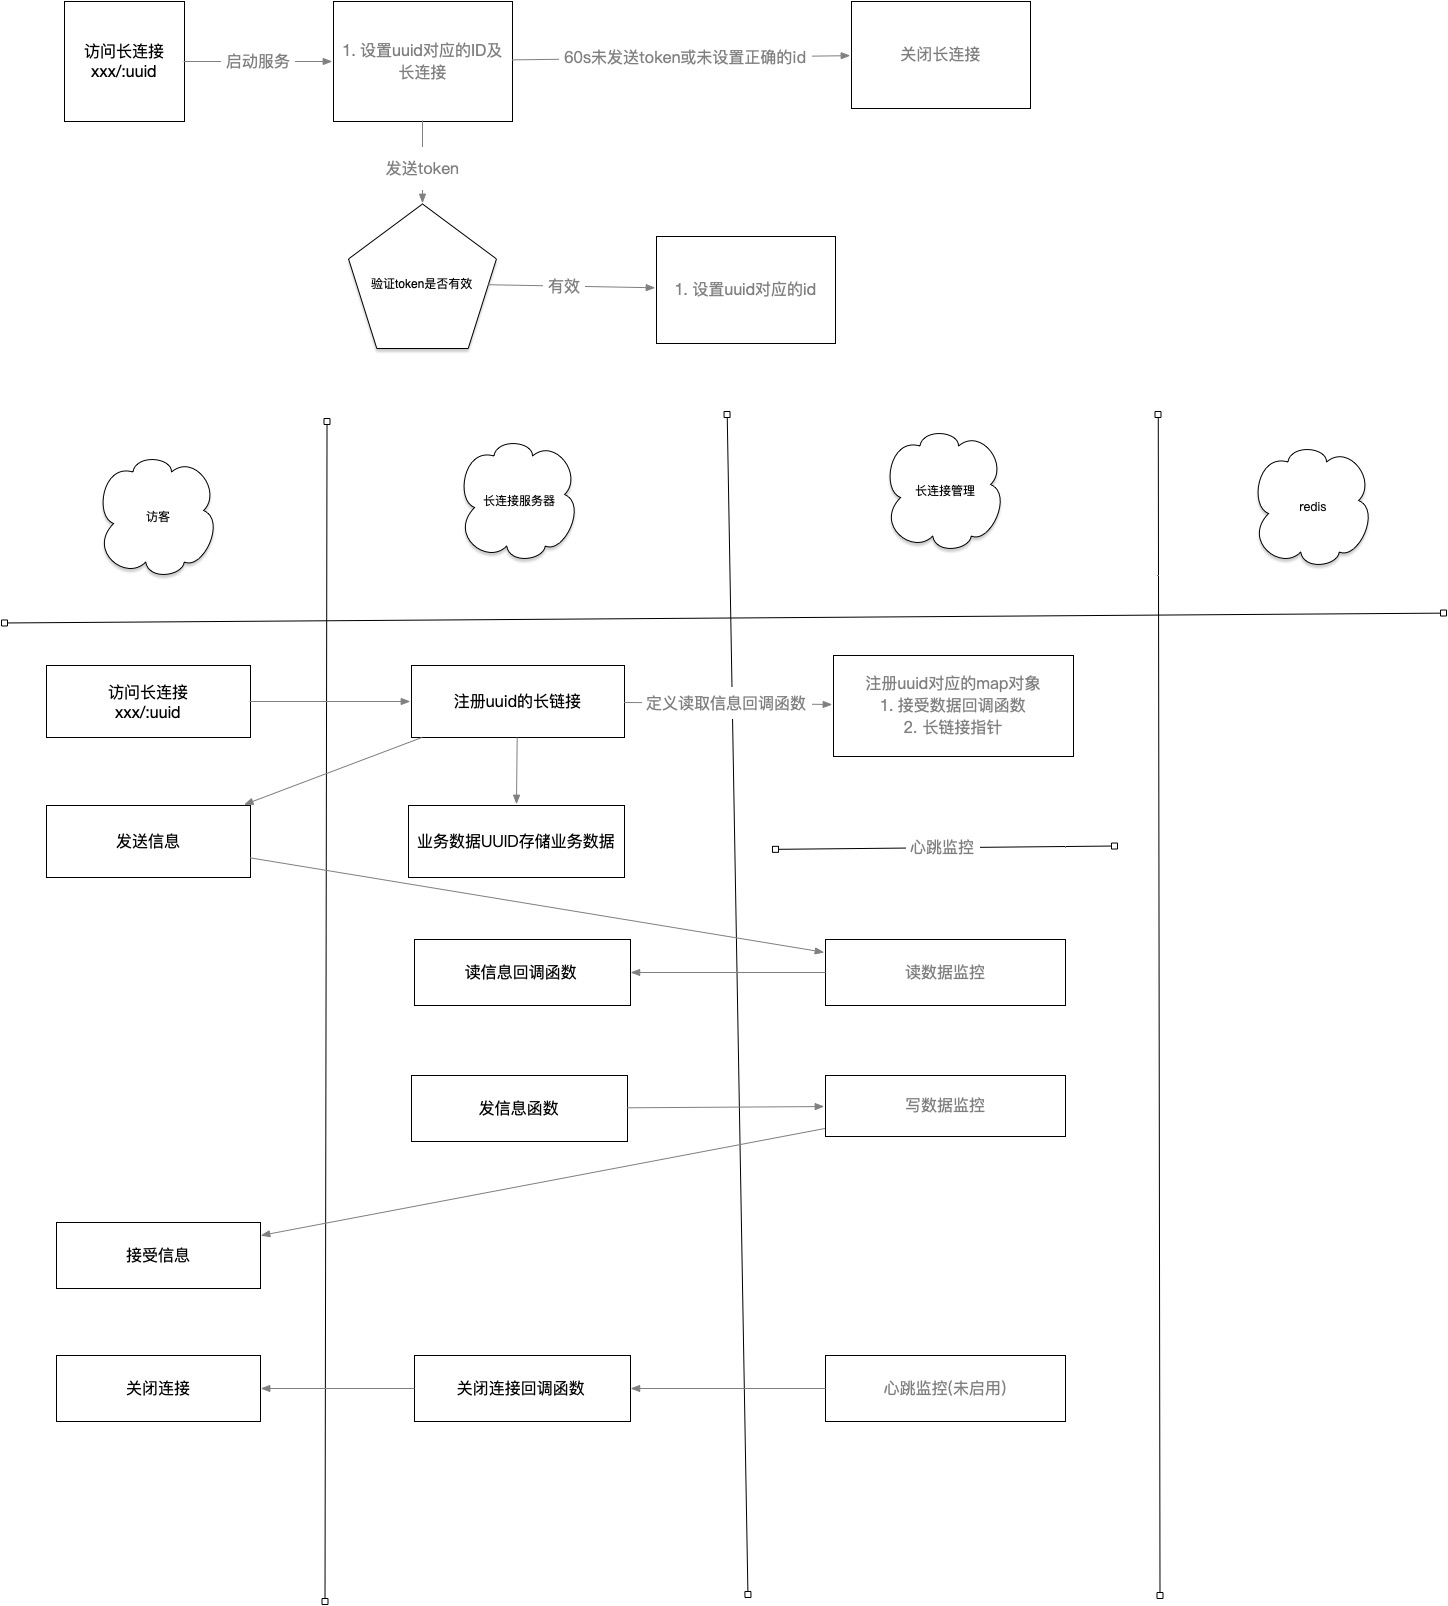 访问长连接
xxx/:uuid
启动服务
1. 设置uuid对应的ID及
长连接
60s未发送token或未设置正确的id
关闭长连接
发送token
验证token是否有效
有效
1. 设置uuid对应的id
访客
长连接服务器
长连接管理
redis
访问长连接
xxx/:uuid
注册uuid的长链接
定义读取信息回调函数
注册uuid对应的map对象
1. 接受数据回调函数
2. 长链接指针
发送信息
业务数据UUID存储业务数据
心跳监控
读信息回调函数
读数据监控
发信息函数
写数据监控
接受信息
关闭连接
关闭连接回调函数
心跳监控(未启用)